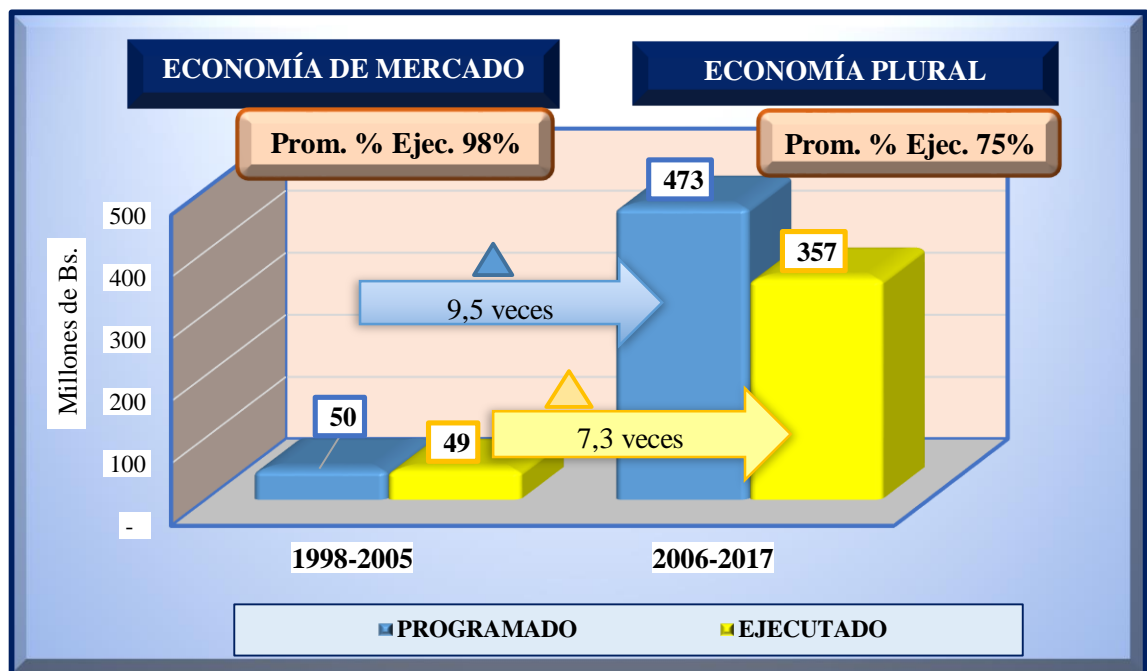 ECONOMÍA DE MERCADO
ECONOMÍA PLURAL
Prom. % Ejec. 98%
Prom. % Ejec. 75%
Millones de Bs.
500
400
300
200
100
-
473
357
9,5 veces
50
49
7,3 veces
1998-2005
2006-2017
PROGRAMADO
EJECUTADO